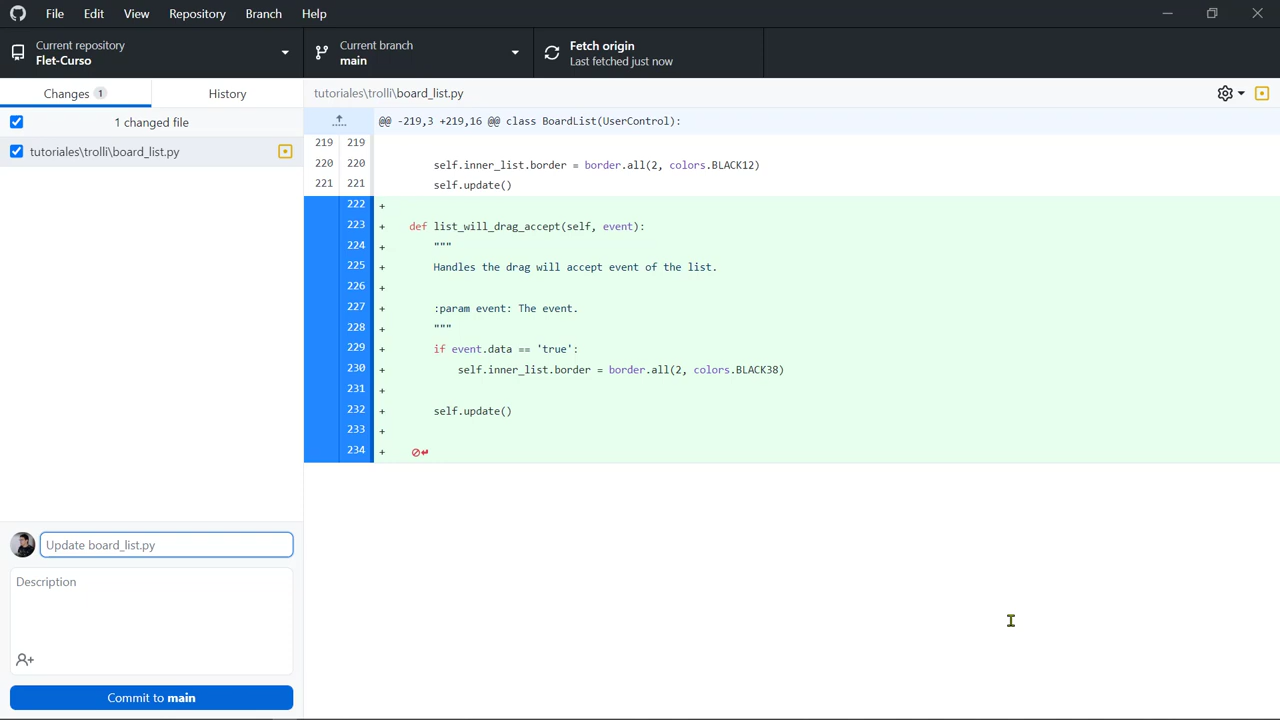 File Edit View Repository Branch Help
Current repository
Flet-Curso
Current branch
main
Fetch origin
Last fetched just now
Changes 1
History
tutoriales\trolli\board_list.py
1 changed file
tutoriales\trolli\board_list.py
@@ -219,3 +219,16 @@ class BoardList(UserControl):
219 219
220 220 self.inner_list.border = border.all(2, colors.BLACK12)
221 221 self.update()
222 +
223 + def list_will_drag_accept(self, event):
224 + """
225 + Handles the drag will accept event of the list.
226 +
227 + :param event: The event.
228 + """
229 + if event.data == 'true':
230 + self.inner_list.border = border.all(2, colors.BLACK38)
231 +
232 + self.update()
233 +
234 +
Update board_list.py
Description
Commit to main